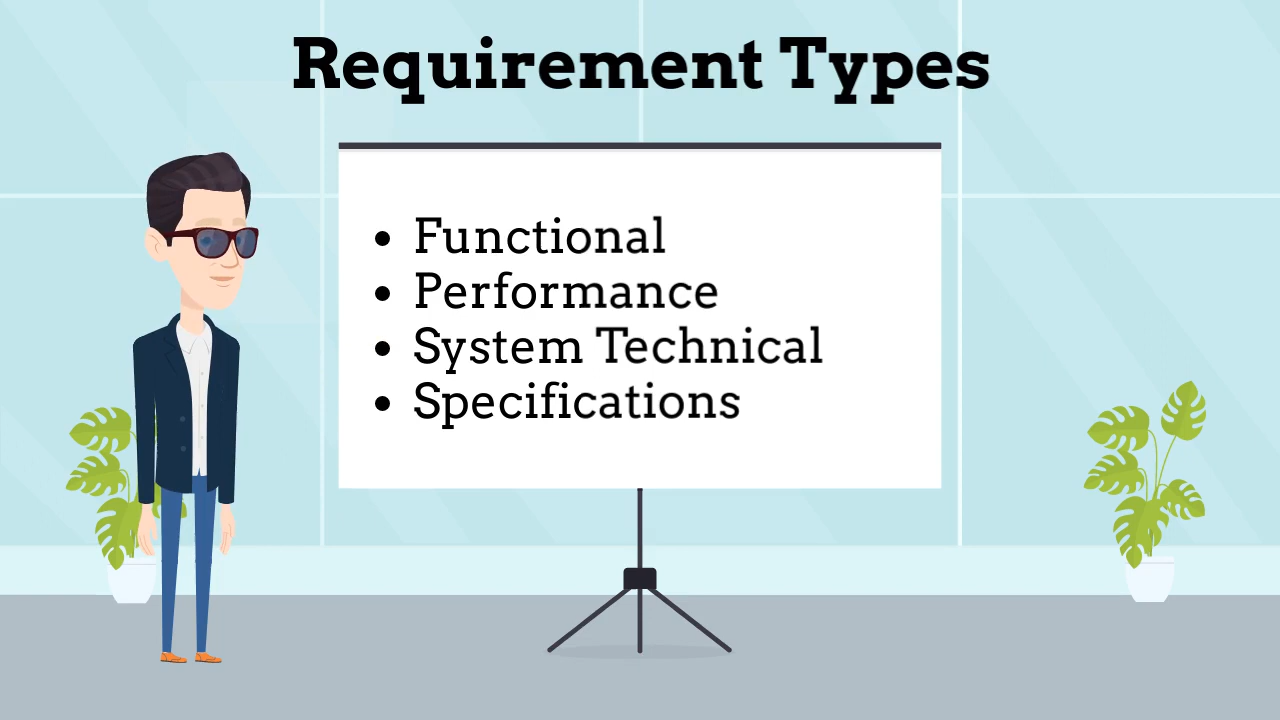 Requirement Types
• Functional
• Performance
• System Technical
• Specifications